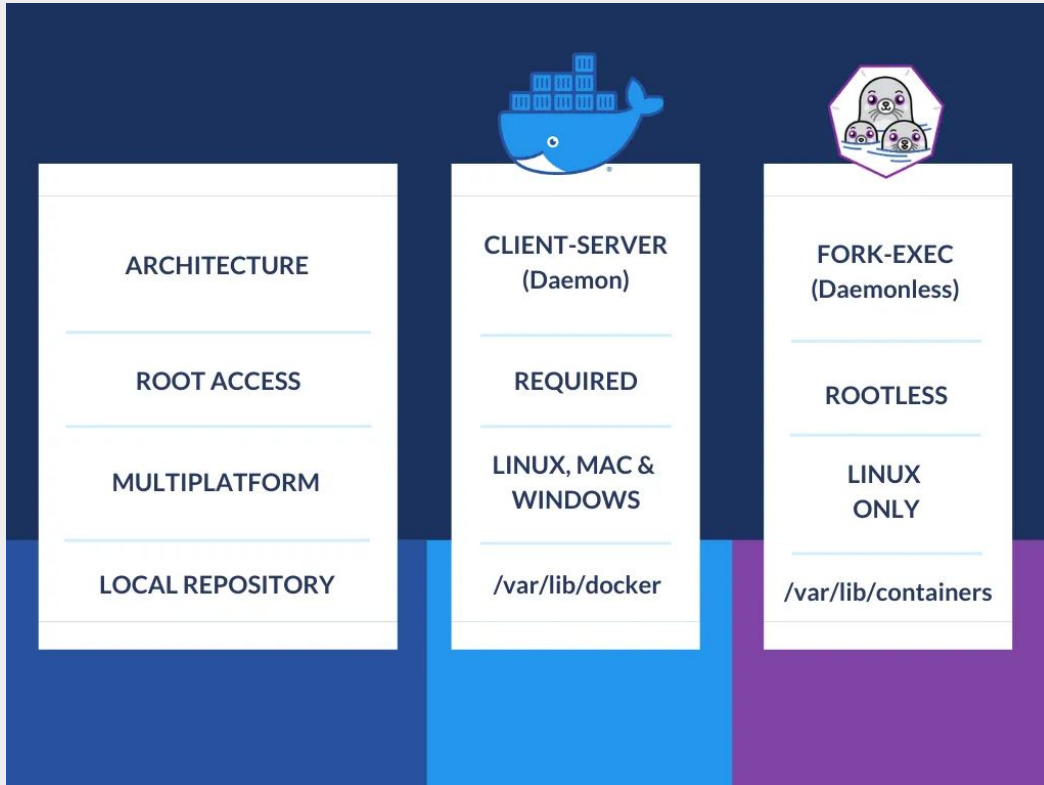 ARCHITECTURE
ROOT ACCESS
MULTIPLATFORM
LOCAL REPOSITORY
CLIENT-SERVER
(Daemon)
REQUIRED
LINUX, MAC &
WINDOWS
/var/lib/docker
FORK-EXEC
(Daemonless)
ROOTLESS
LINUX
ONLY
/var/lib/containers